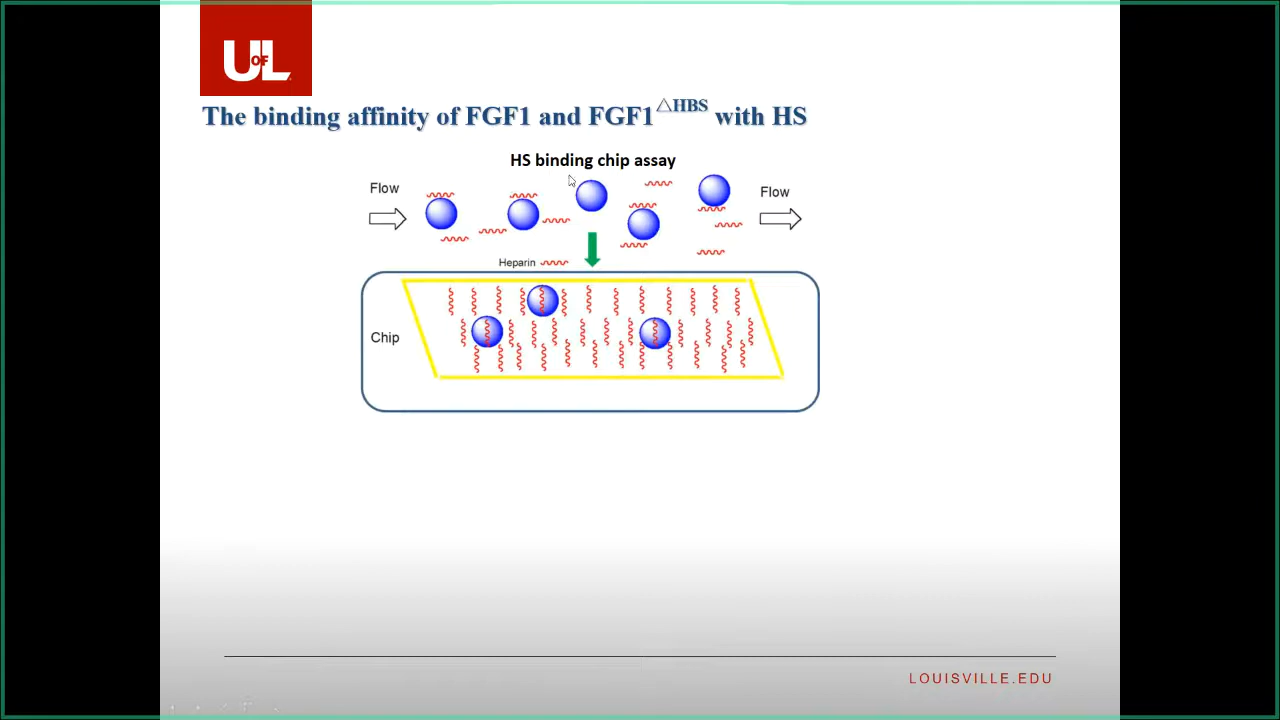 UofL
The binding affinity of FGF1 and FGF1△HBS with HS
HS binding chip assay
Flow
Flow
Heparin
Chip
LOUISVILLE.EDU